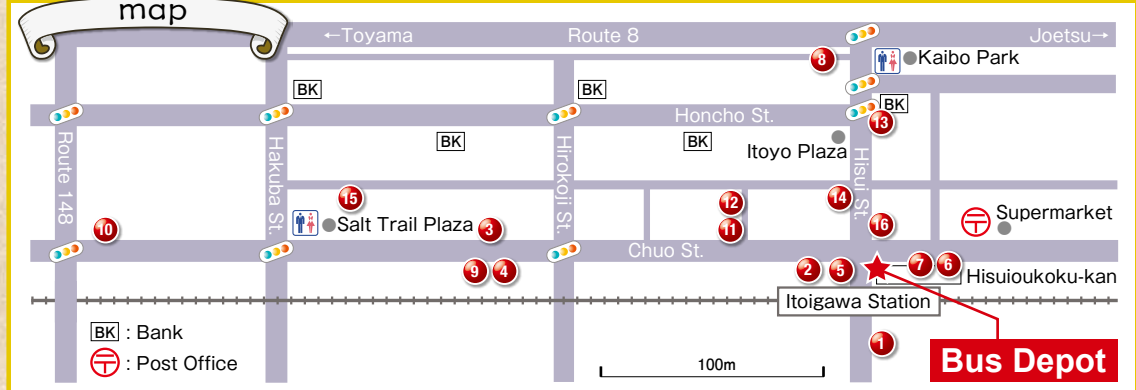 map
←Toyama
Route 8
Joetsu→
8
Kaibo Park
BK
BK
BK
Honcho St.
13
BK
BK
Itoyo Plaza
Route 148
Hakuba St.
Hirokoji St.
Hisui St.
15
12
14
10
Salt Trail Plaza
3
11
16
Supermarket
Chuo St.
9
4
2
5
7
6
Hisuioukoku-kan
Itoigawa Station
BK : Bank
〒 : Post Office
100m
1
Bus Depot